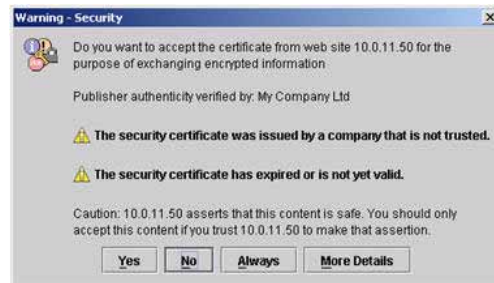 Warning - Security
Do you want to accept the certificate from web site 10.0.11.50 for the
purpose of exchanging encrypted information
Publisher authenticity verified by: My Company Ltd
The security certificate was issued by a company that is not trusted.
The security certificate has expired or is not yet valid.
Caution: 10.0.11.50 asserts that this content is safe. You should only
accept this content if you trust 10.0.11.50 to make that assertion.
Yes No Always More Details